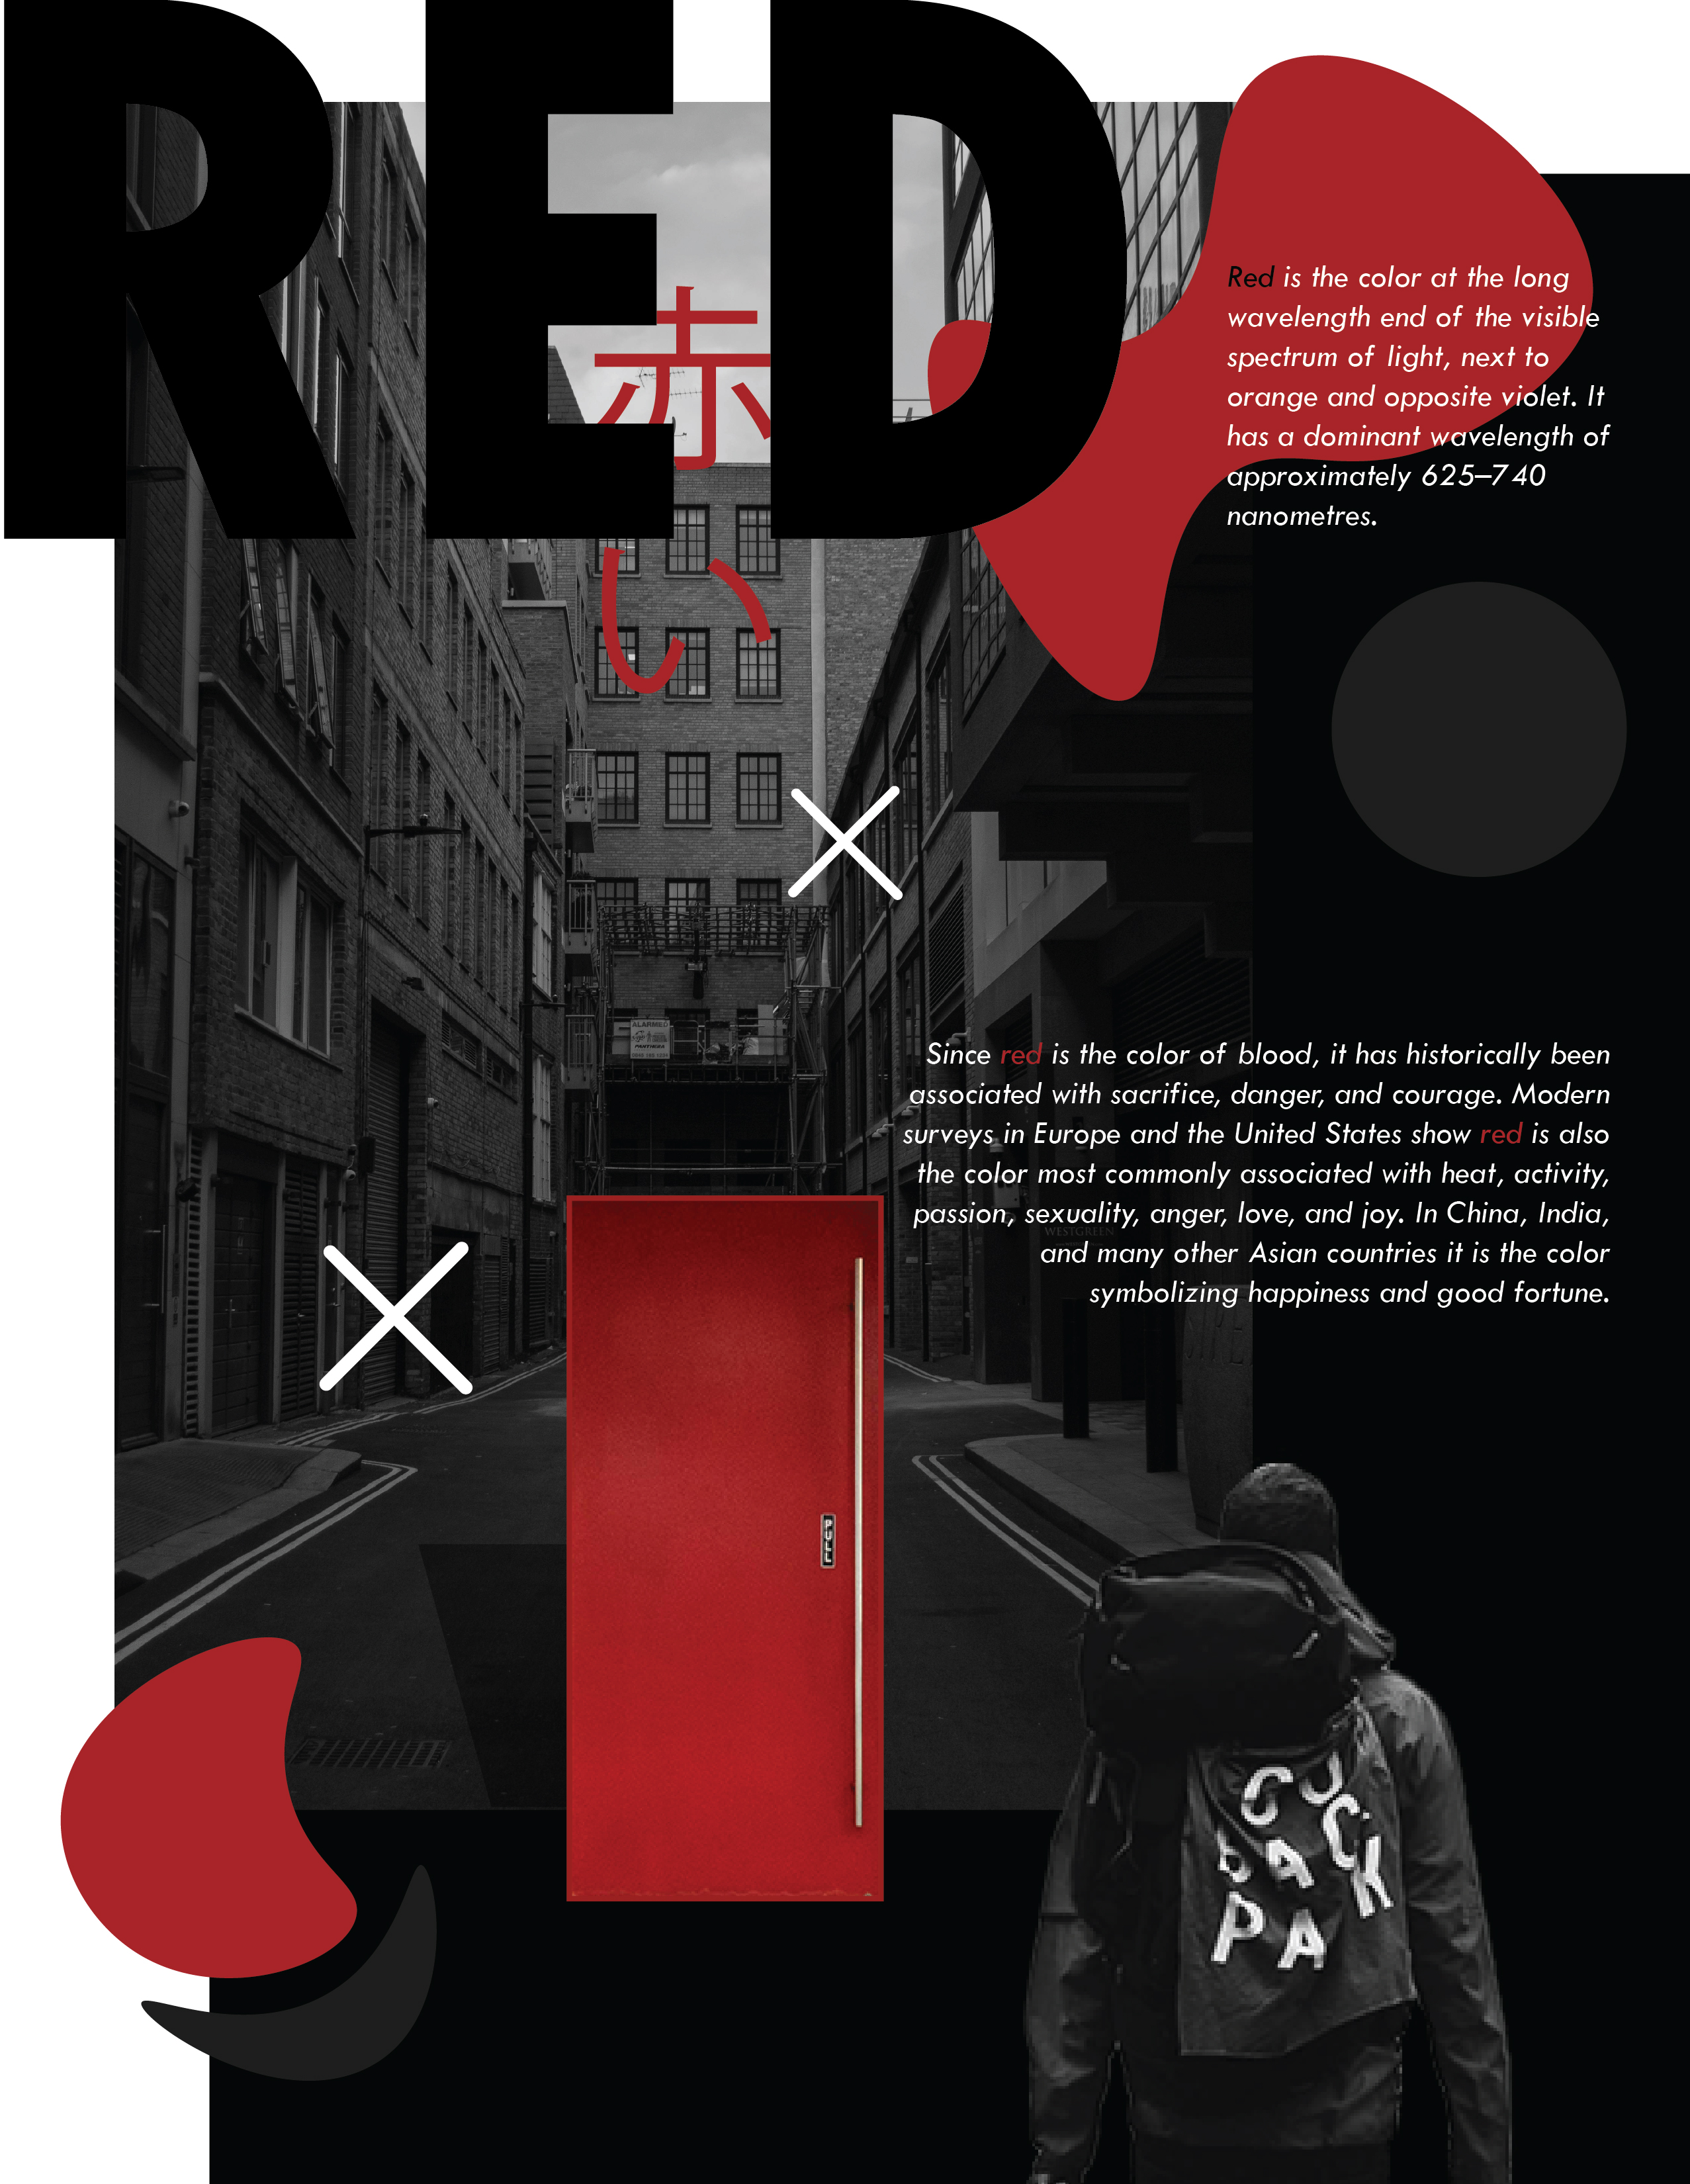 RED
赤
い
Red is the color at the long
wavelength end of the visible
spectrum of light, next to
orange and opposite violet. It
has a dominant wavelength of
approximately 625–740
nanometres.
Since red is the color of blood, it has historically been
associated with sacrifice, danger, and courage. Modern
surveys in Europe and the United States show red is also
the color most commonly associated with heat, activity,
passion, sexuality, anger, love, and joy. In China, India,
and many other Asian countries it is the color
symbolizing happiness and good fortune.
ALARMED
PANTHERA
WESTGREEN
PULL